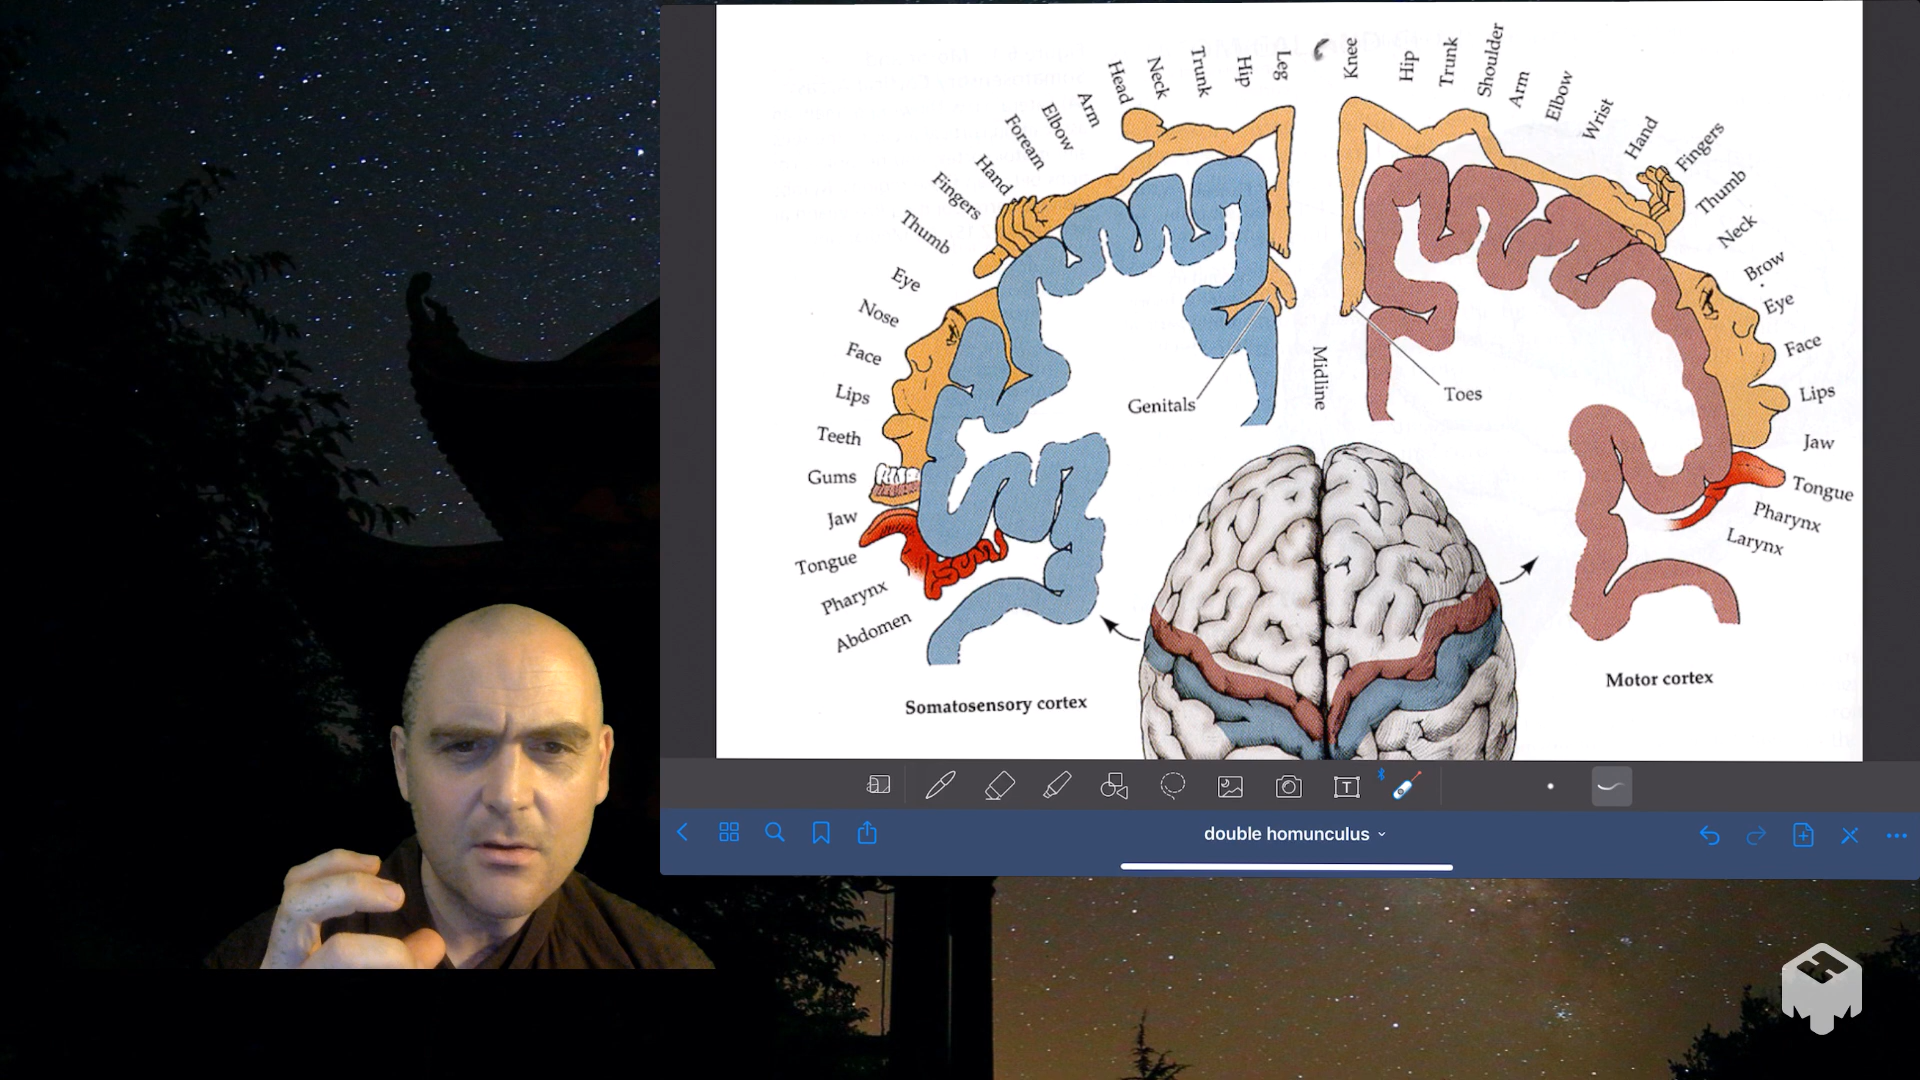 Head
Neck
Trunk
Hip
Leg
Arm
Elbow
Foream
Hand
Fingers
Thumb
Eye
Nose
Face
Lips
Teeth
Gums
Jaw
Tongue
Pharynx
Abdomen
Genitals
Somatosensory cortex
Midline
Knee
Hip
Trunk
Shoulder
Arm
Elbow
Wrist
Hand
Fingers
Thumb
Neck
Brow
Eye
Face
Lips
Jaw
Tongue
Pharynx
Larynx
Toes
Motor cortex
T
double homunculus